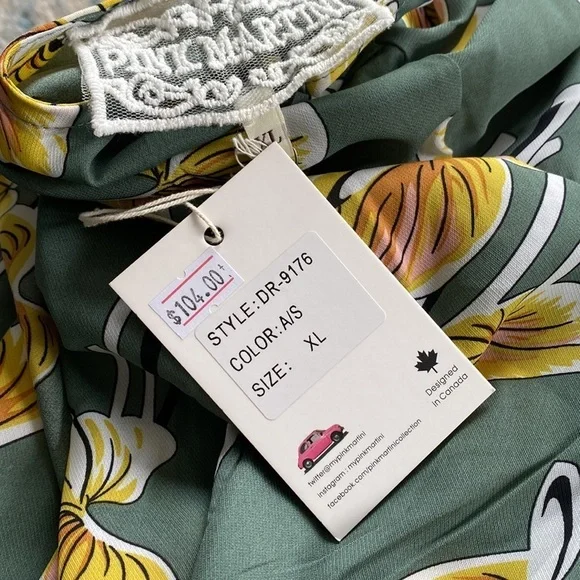 PINK MARTINI
XL
$104.00+
STYLE:DR-9176
COLOR:A/S
SIZE: XL
Designed
in Canada
twitter@mypinkmartini
instagram : mypinkmartini
facebook.com/pinkmartinicollection